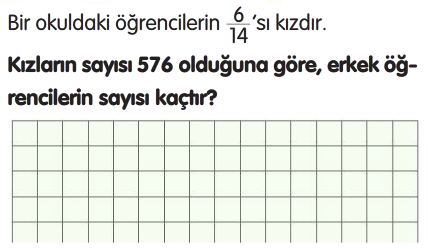 Bir okuldaki öğrencilerin 6/14'sı kızdır.
Kızların sayısı 576 olduğuna göre, erkek öğ-
rencilerin sayısı kaçtır?